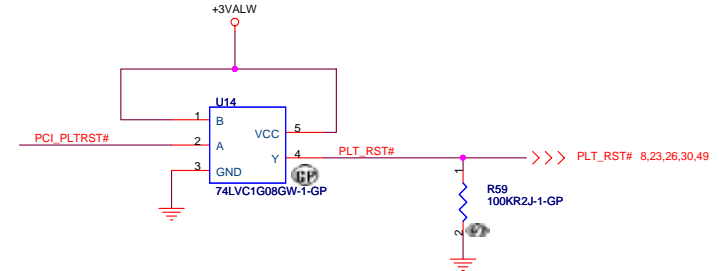 +3VALW
U14
1 B
VCC 5
PCI_PLTRST# 2 A
Y 4 PLT_RST# PLT_RST# 8,23,26,30,49
3 GND
GP
74LVC1G08GW-1-GP
1
R59
100KR2J-1-GP
2